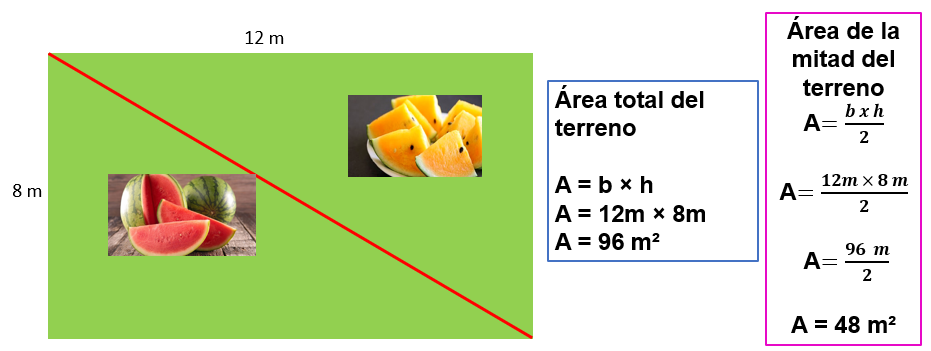 12 m
8 m
Área total del
terreno
A = b × h
A = 12m × 8m
A = 96 m²
Área de la
mitad del
terreno
A= b x h / 2
A= 12m × 8 m / 2
A= 96 m / 2
A = 48 m²